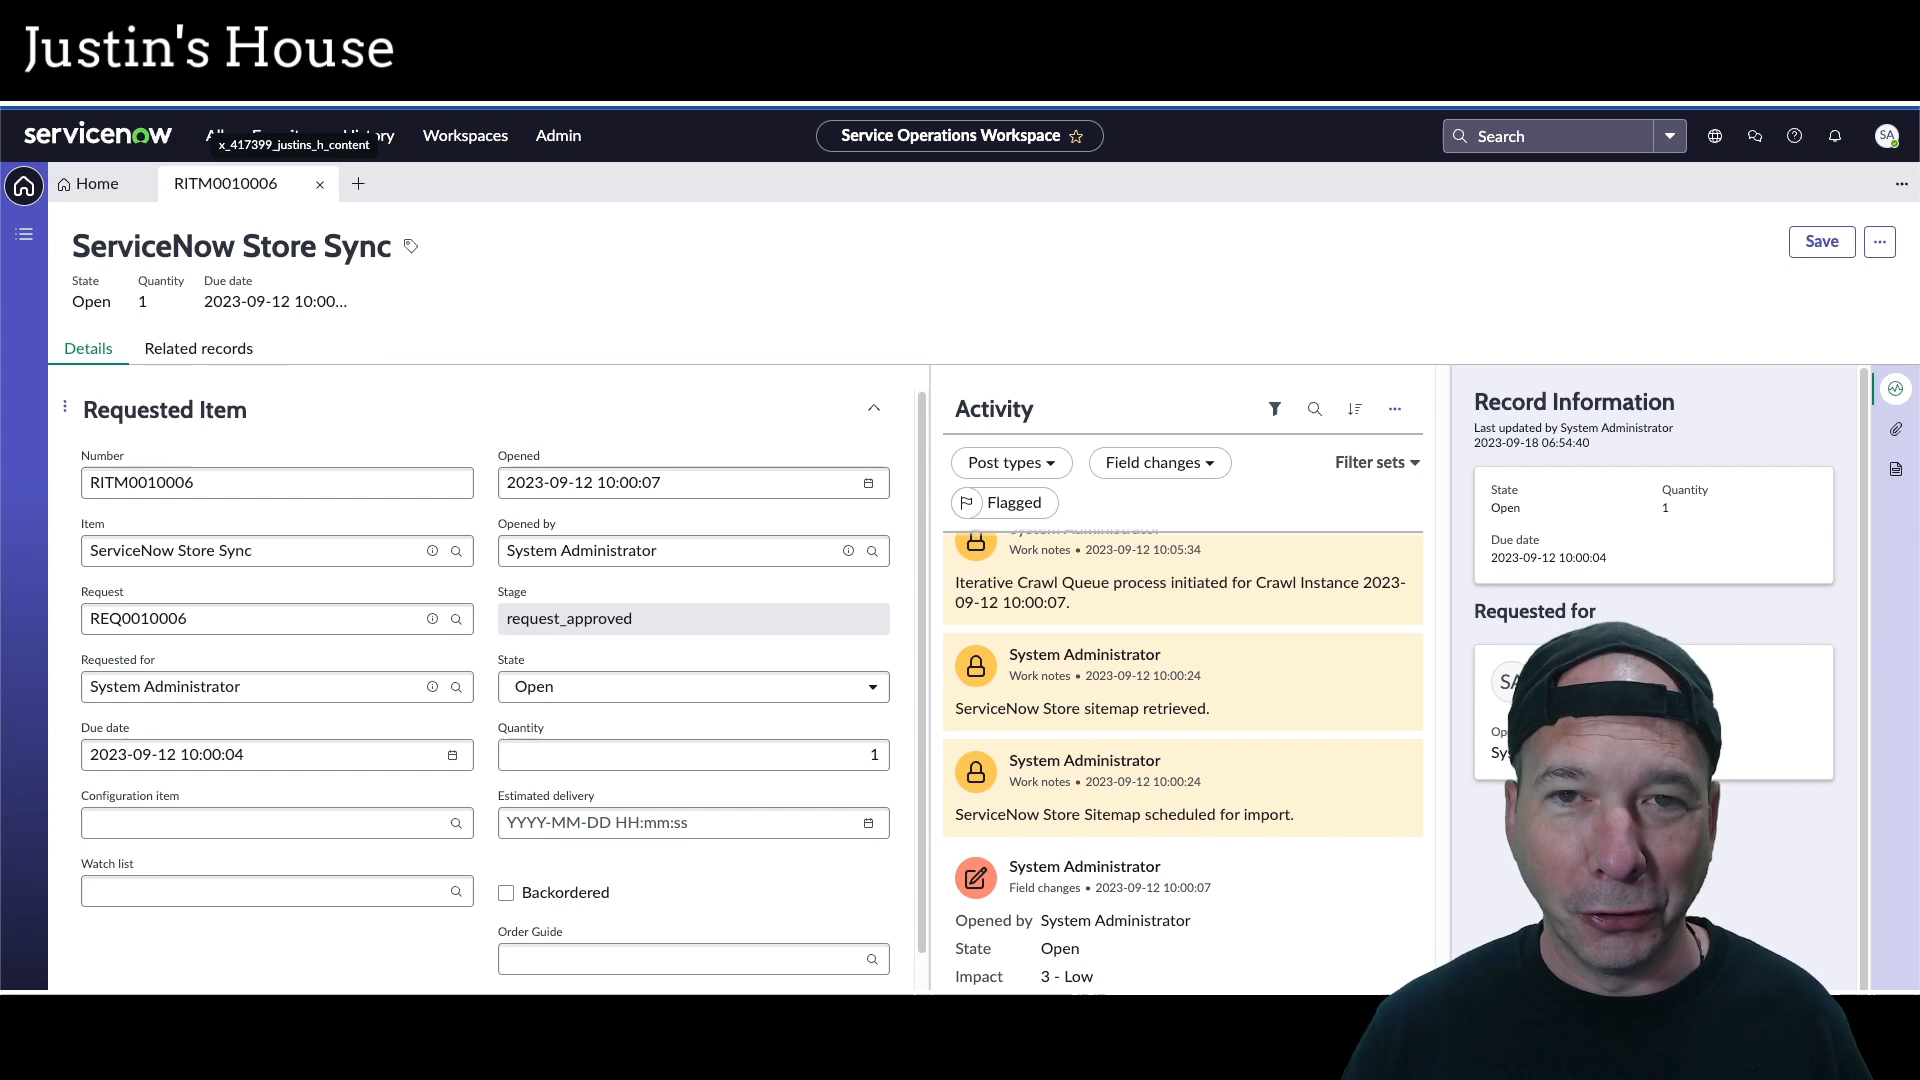 Justin's House
servicenow
Workspaces
Admin
x_417399_justins_h_content
Service Operations Workspace
Search
SA
Home
RITM0010006
ServiceNow Store Sync
Save
State
Quantity
Due date
Open
1
2023-09-12 10:00...
Details
Related records
Requested Item
Number
RITM0010006
Opened
2023-09-12 10:00:07
Item
ServiceNow Store Sync
Opened by
System Administrator
Request
REQ0010006
Stage
request_approved
Requested for
System Administrator
State
Open
Due date
2023-09-12 10:00:04
Quantity
1
Configuration item
Estimated delivery
YYYY-MM-DD HH:mm:ss
Watch list
Backordered
Order Guide
Activity
Post types
Field changes
Filter sets
Flagged
System Administrator
Work notes • 2023-09-12 10:05:34
Iterative Crawl Queue process initiated for Crawl Instance 2023-
09-12 10:00:07.
System Administrator
Work notes • 2023-09-12 10:00:24
ServiceNow Store sitemap retrieved.
System Administrator
Work notes • 2023-09-12 10:00:24
ServiceNow Store Sitemap scheduled for import.
System Administrator
Field changes • 2023-09-12 10:00:07
Opened by System Administrator
State Open
Impact 3 - Low
Record Information
Last updated by System Administrator
2023-09-18 06:54:40
State
Quantity
Open
1
Due date
2023-09-12 10:00:04
Requested for